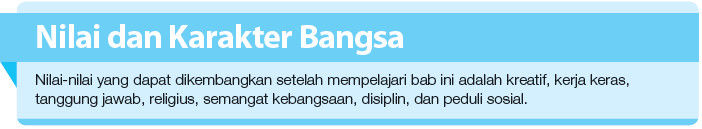 Nilai dan Karakter Bangsa
Nilai-nilai yang dapat dikembangkan setelah mempelajari bab ini adalah kreatif, kerja keras,
tanggung jawab, religius, semangat kebangsaan, disiplin, dan peduli sosial.